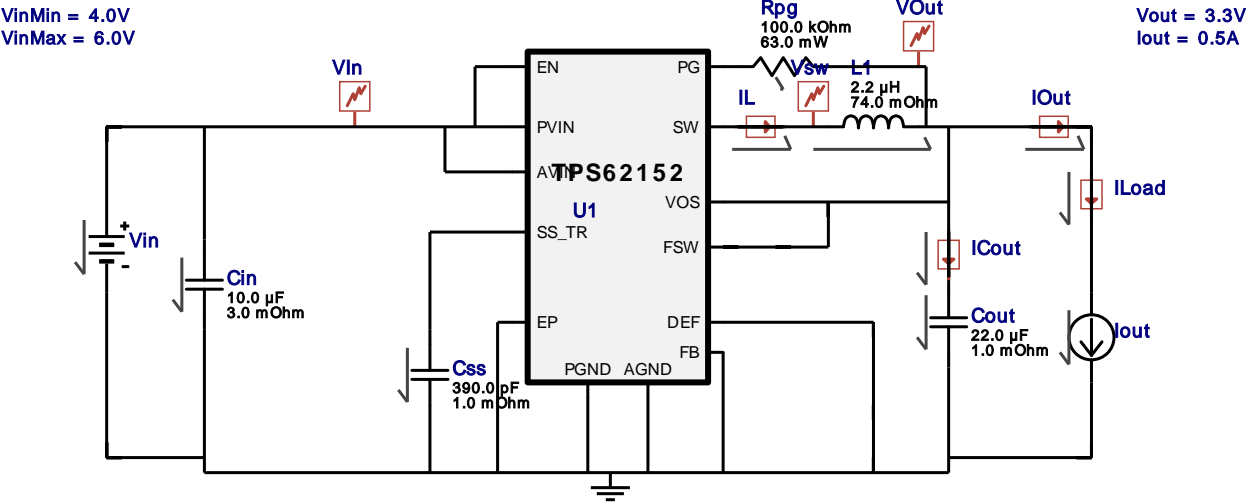 VinMin = 4.0V
VinMax = 6.0V
Rpg
100.0 kOhm
63.0 mW
VOut
Vout = 3.3V
Iout = 0.5A
VIn
EN
PG
Vsw
L1
2.2 µH
74.0 mOhm
IL
IOut
PVIN
SW
AVIN
TPS62152
U1
VOS
ILoad
SS_TR
FSW
+
Vin
-
ICout
Cin
10.0 µF
3.0 mOhm
EP
DEF
Cout
22.0 µF
1.0 mOhm
Iout
FB
PGND
AGND
Css
390.0 pF
1.0 mOhm